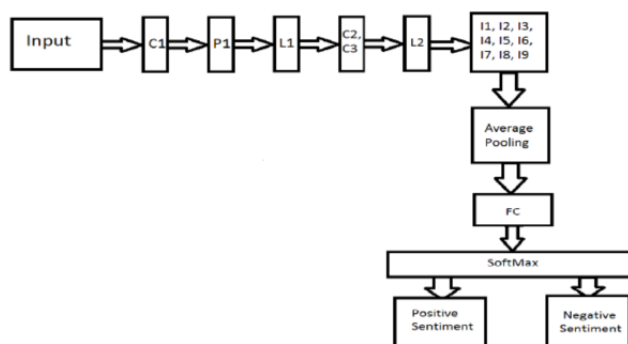 Input
C1
P1
L1
C2,
C3
L2
I1, I2, I3,
I4, I5, I6,
I7, I8, I9
Average
Pooling
FC
SoftMax
Positive
Sentiment
Negative
Sentiment